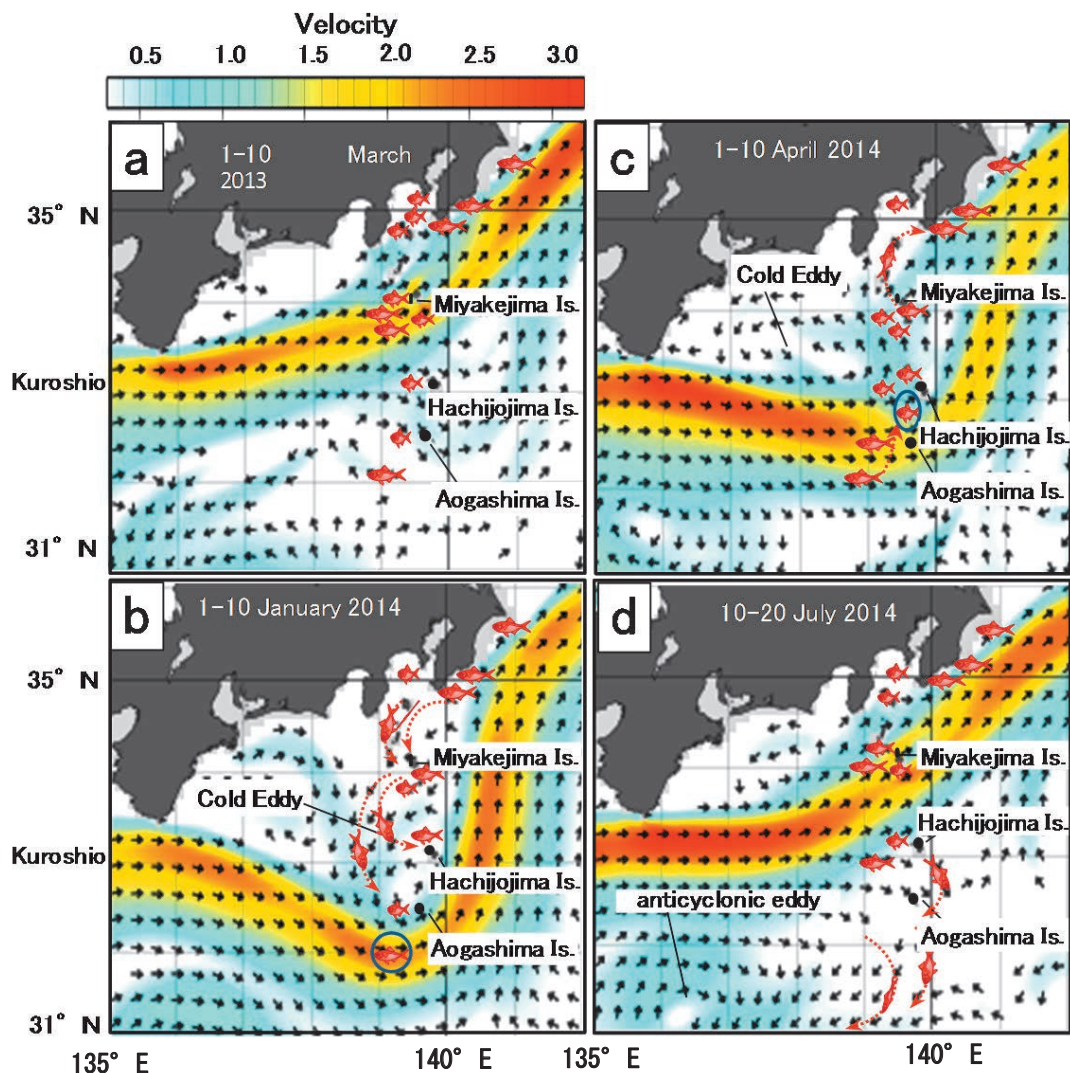 Velocity
0.5 1.0 1.5 2.0 2.5 3.0
a
1-10 March
2013
35° N
Miyakejima Is.
Kuroshio
Hachijojima Is.
Aogashima Is.
31° N
c
1-10 April 2014
Cold Eddy
Miyakejima Is.
Hachijojima Is.
Aogashima Is.
b
1-10 January 2014
35° N
Miyakejima Is.
Cold Eddy
Kuroshio
Hachijojima Is.
Aogashima Is.
31° N
d
10-20 July 2014
Miyakejima Is.
Hachijojima Is.
anticyclonic eddy
Aogashima Is.
135° E 140° E 135° E 140° E